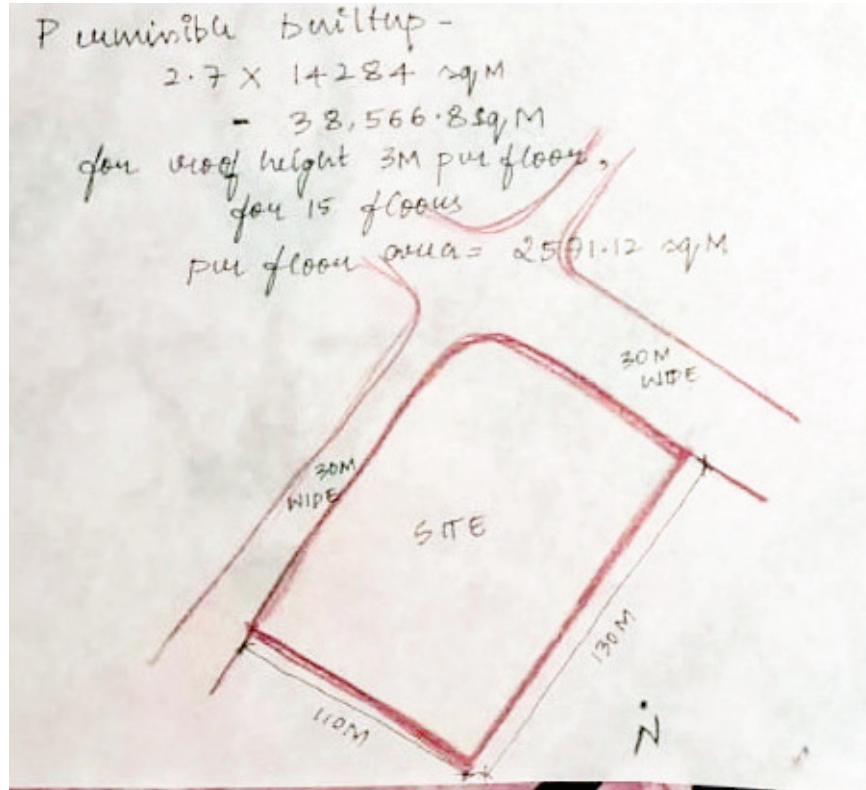 Permissible builtup -
2.7 X 14284 sqM
- 38,566.8 sqM
for roof height 3M per floor,
for 15 floors
per floor area = 2571.12 sqM
30M
WIDE
30M
WIDE
SITE
130M
110M
N